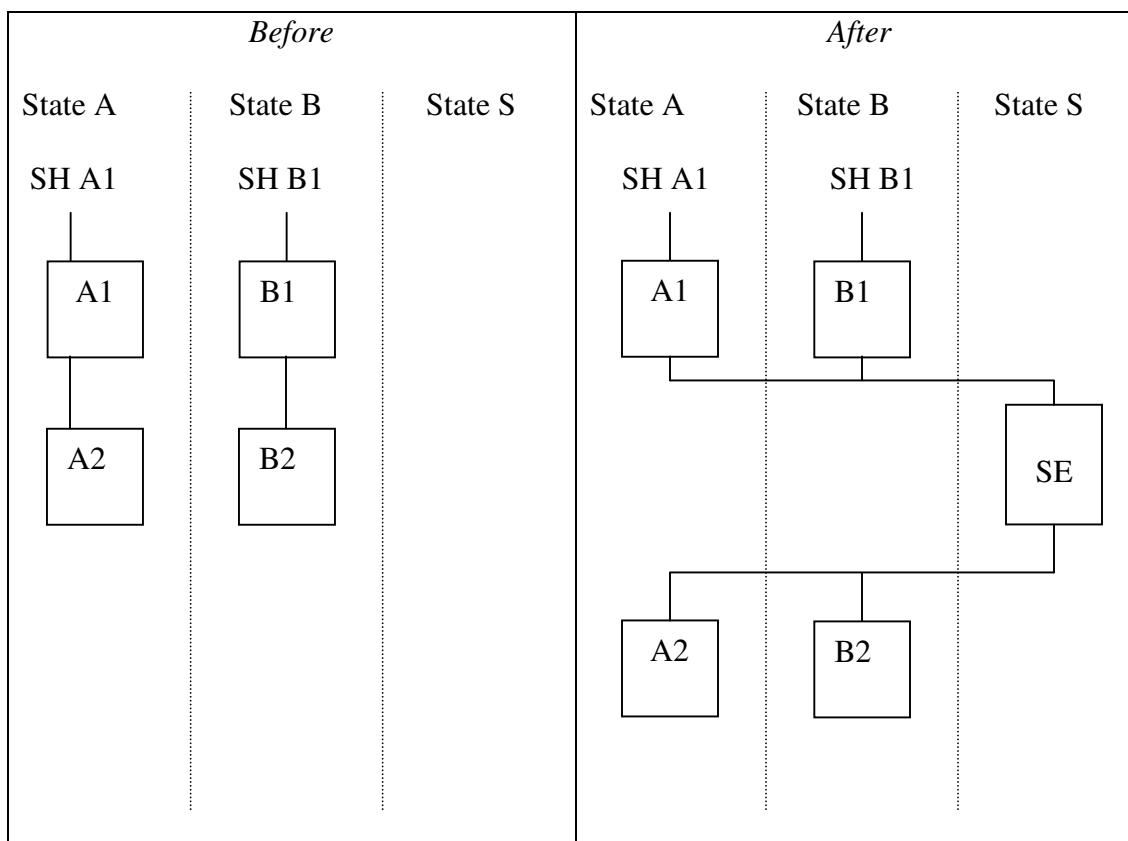 Before
State A State B State S
SH A1 SH B1
A1 B1
A2 B2
After
State A State B State S
SH A1 SH B1
A1 B1
SE
A2 B2